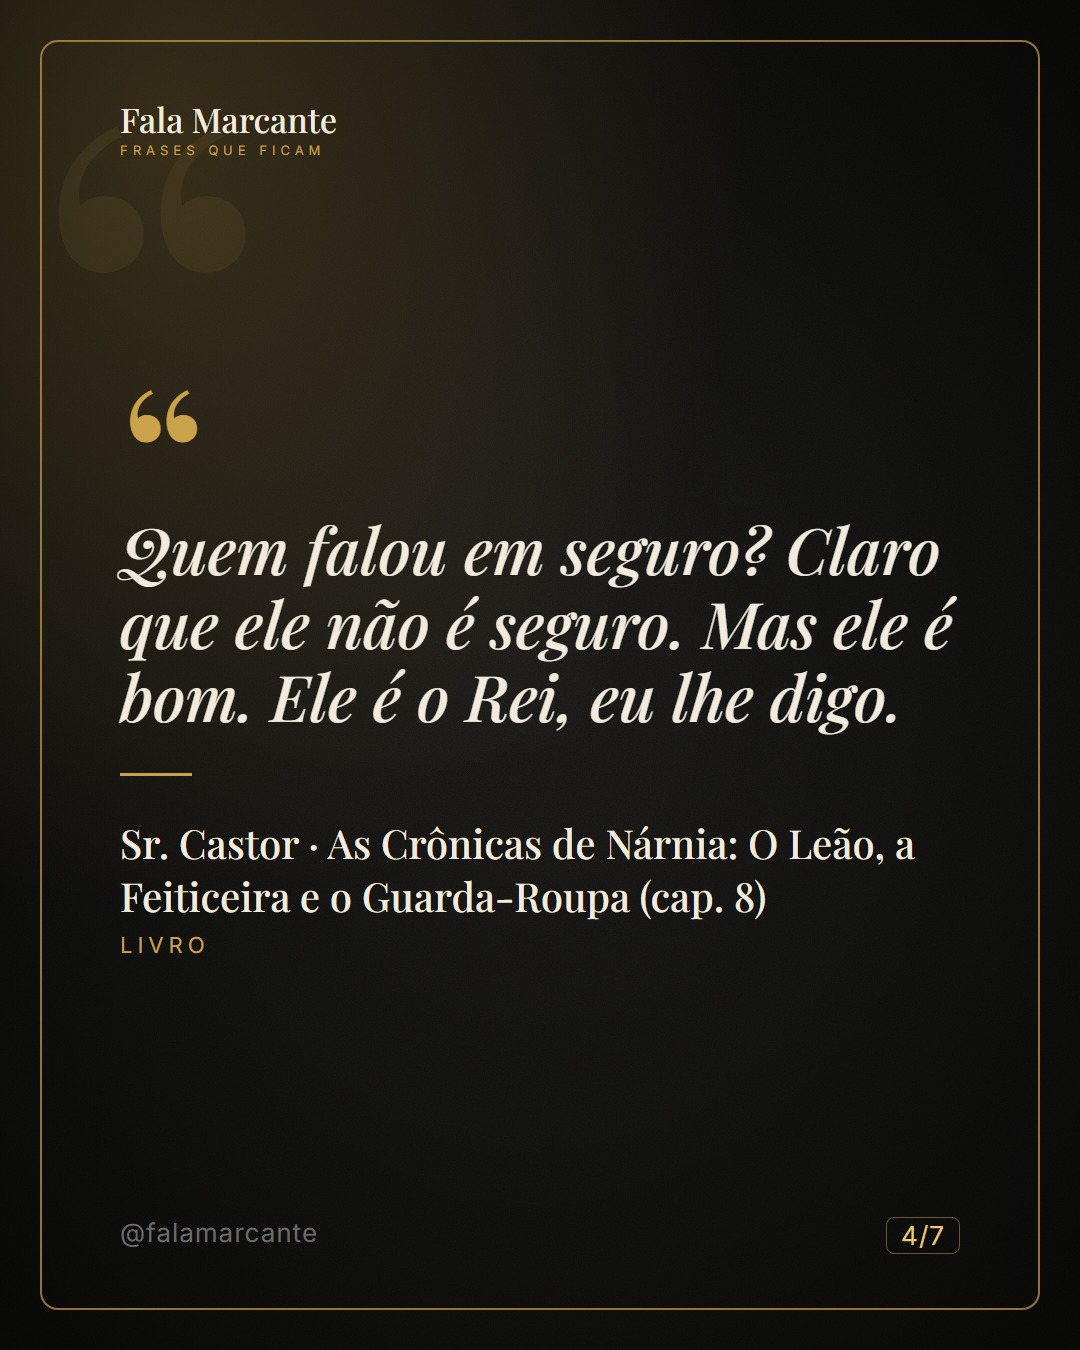 Fala Marcante
FRASES QUE FICAM
“
Quem falou em seguro? Claro
que ele não é seguro. Mas ele é
bom. Ele é o Rei, eu lhe digo.
Sr. Castor · As Crônicas de Nárnia: O Leão, a
Feiticeira e o Guarda-Roupa (cap. 8)
LIVRO
@falamarcante
4/7